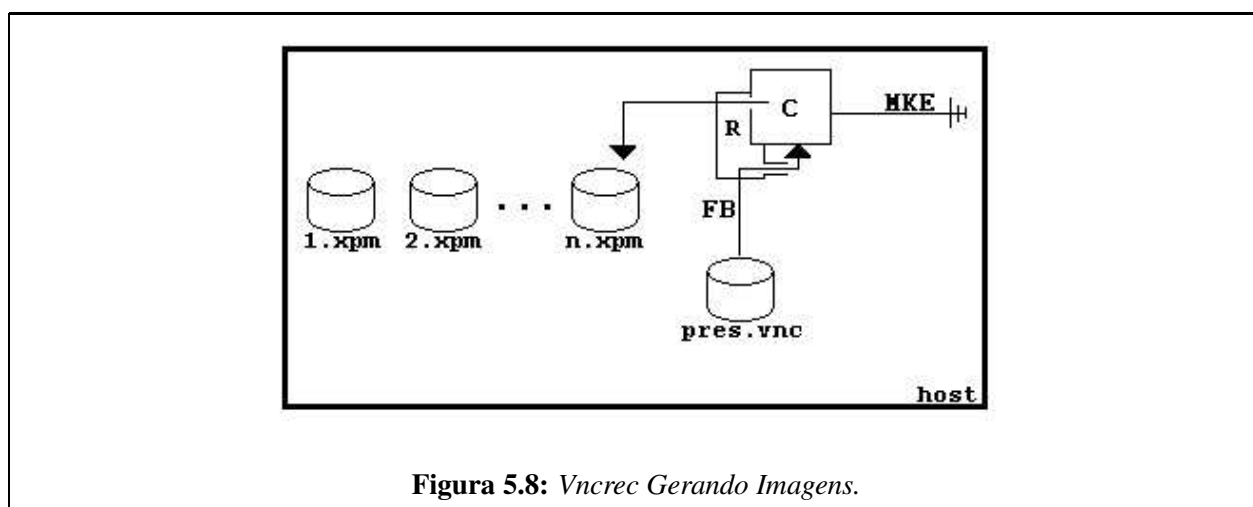 C
MKE
R
FB
1.xpm 2.xpm ... n.xpm
pres.vnc
host
Figura 5.8: Vncrec Gerando Imagens.